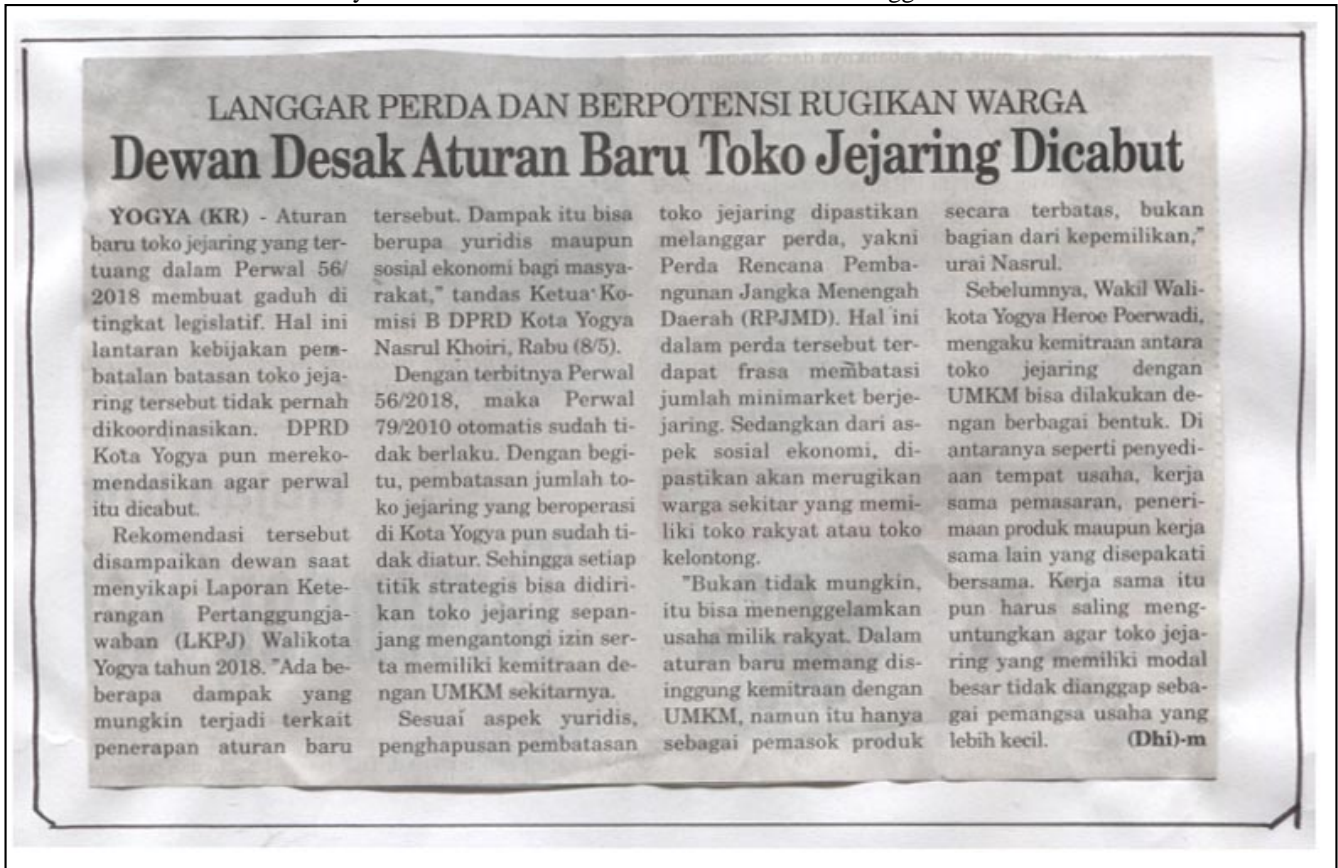 LANGGAR PERDA DAN BERPOTENSI RUGIKAN WARGA
Dewan Desak Aturan Baru Toko Jejaring Dicabut
YOGYA (KR) - Aturan
baru toko jejaring yang ter-
tuang dalam Perwal 56/
2018 membuat gaduh di
tingkat legislatif. Hal ini
lantaran kebijakan pem-
batalan batasan toko jeja-
ring tersebut tidak pernah
dikoordinasikan. DPRD
Kota Yogya pun mereko-
mendasikan agar perwal
itu dicabut.
Rekomendasi tersebut
disampaikan dewan saat
menyikapi Laporan Kete-
rangan Pertanggungja-
waban (LKPJ) Walikota
Yogya tahun 2018. "Ada be-
berapa dampak yang
mungkin terjadi terkait
penerapan aturan baru
tersebut. Dampak itu bisa
berupa yuridis maupun
sosial ekonomi bagi masya-
rakat," tandas Ketua Ko-
misi B DPRD Kota Yogya
Nasrul Khoiri, Rabu (8/5).
Dengan terbitnya Perwal
56/2018, maka Perwal
79/2010 otomatis sudah ti-
dak berlaku. Dengan begi-
tu, pembatasan jumlah to-
ko jejaring yang beroperasi
di Kota Yogya pun sudah ti-
dak diatur. Sehingga setiap
titik strategis bisa didiri-
kan toko jejaring sepan-
jang mengantongi izin ser-
ta memiliki kemitraan de-
ngan UMKM sekitarnya.
Sesuai aspek yuridis,
penghapusan pembatasan
toko jejaring dipastikan
melanggar perda, yakni
Perda Rencana Pemba-
ngunan Jangka Menengah
Daerah (RPJMD). Hal ini
dalam perda tersebut ter-
dapat frasa membatasi
jumlah minimarket berje-
jaring. Sedangkan dari as-
pek sosial ekonomi, di-
pastikan akan merugikan
warga sekitar yang memi-
liki toko rakyat atau toko
kelontong.
"Bukan tidak mungkin,
itu bisa menenggelamkan
usaha milik rakyat. Dalam
aturan baru memang dis-
inggung kemitraan dengan
UMKM, namun itu hanya
sebagai pemasok produk
secara terbatas, bukan
bagian dari kepemilikan,"
urai Nasrul.
Sebelumnya, Wakil Wali-
kota Yogya Heroe Poerwadi,
mengaku kemitraan antara
toko jejaring dengan
UMKM bisa dilakukan de-
ngan berbagai bentuk. Di
antaranya seperti penyedi-
aan tempat usaha, kerja
sama pemasaran, peneri-
maan produk maupun kerja
sama lain yang disepakati
bersama. Kerja sama itu
pun harus saling meng-
untungkan agar toko jeja-
ring yang memiliki modal
besar tidak dianggap seba-
gai pemangsa usaha yang
lebih kecil. (Dhi)-m